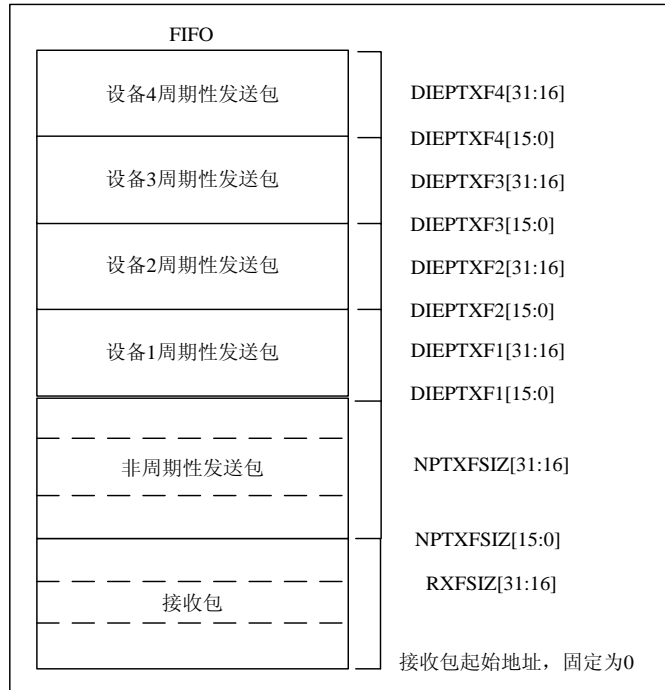 FIFO
设备4周期性发送包
DIEPTXF4[31:16]
DIEPTXF4[15:0]
设备3周期性发送包
DIEPTXF3[31:16]
DIEPTXF3[15:0]
设备2周期性发送包
DIEPTXF2[31:16]
DIEPTXF2[15:0]
设备1周期性发送包
DIEPTXF1[31:16]
DIEPTXF1[15:0]
非周期性发送包
NPTXFSIZ[31:16]
NPTXFSIZ[15:0]
RXFSIZ[31:16]
接收包
接收包起始地址，固定为0